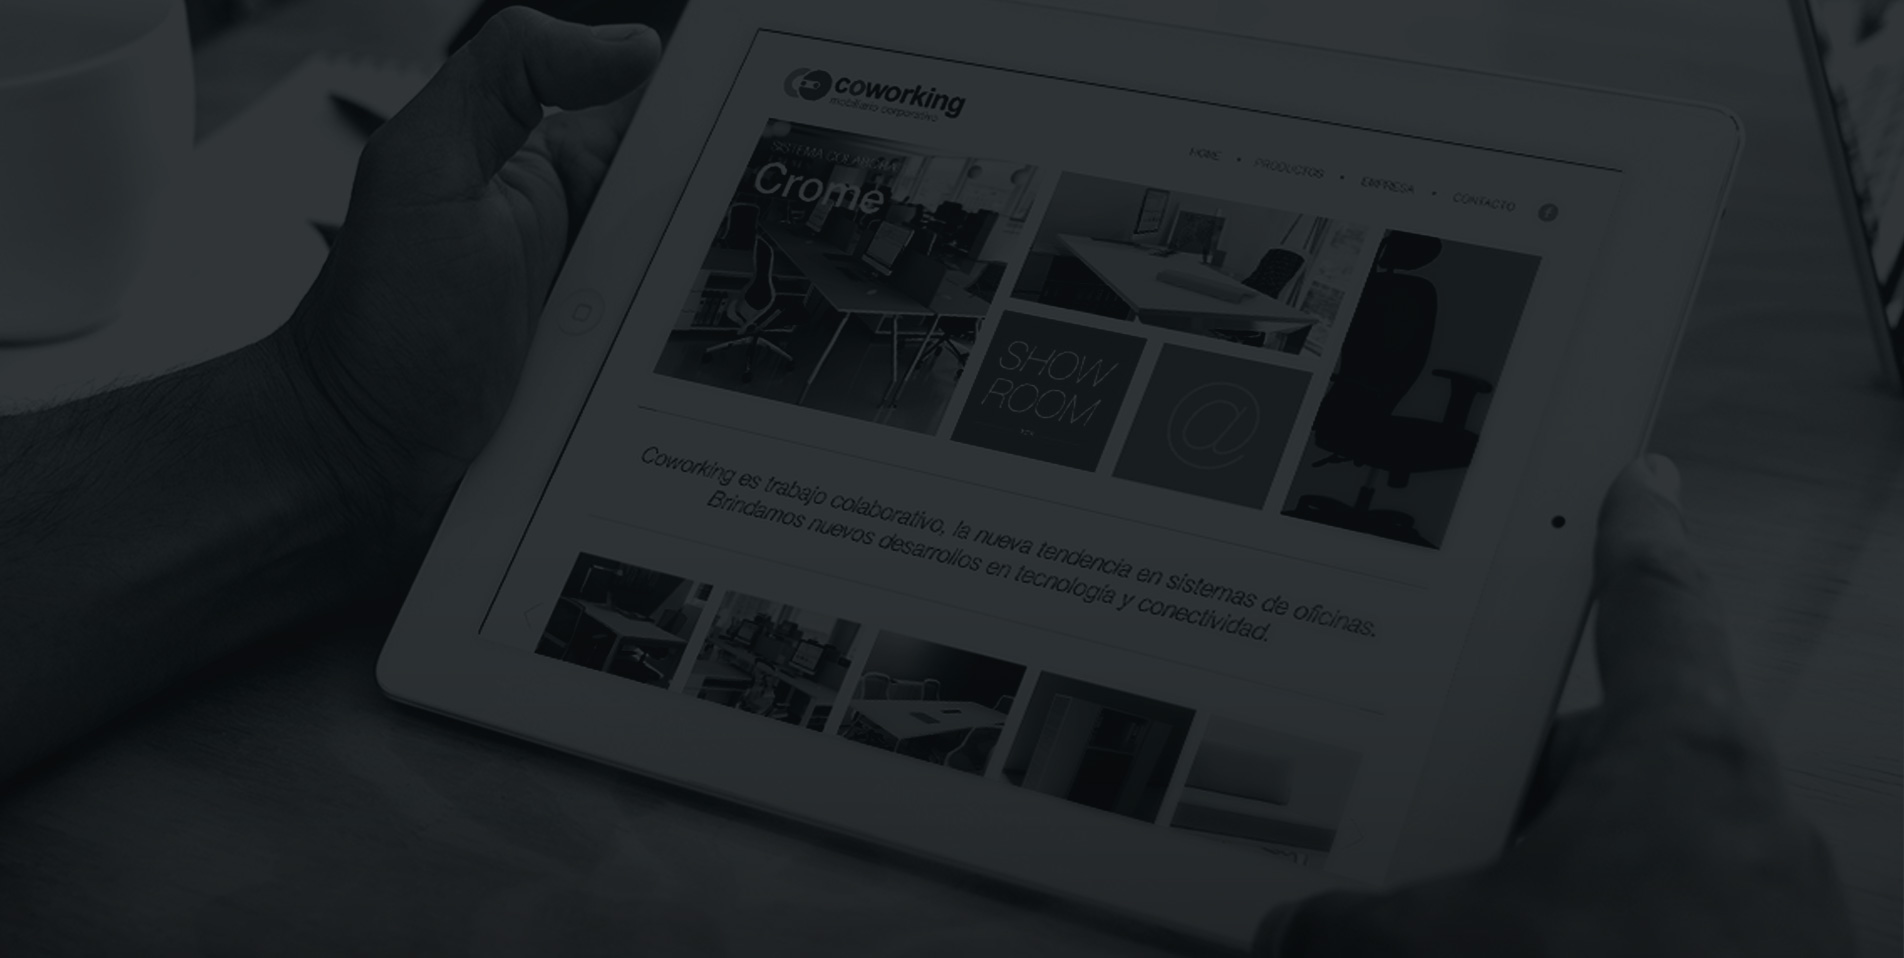 coworking
mobiliario corporativo
HOME • PRODUCTOS • EMPRESA • CONTACTO f
SISTEMA COLABORA
Crome
SHOW
ROOM
@
Coworking es trabajo colaborativo, la nueva tendencia en sistemas de oficinas.
Brindamos nuevos desarrollos en tecnología y conectividad.